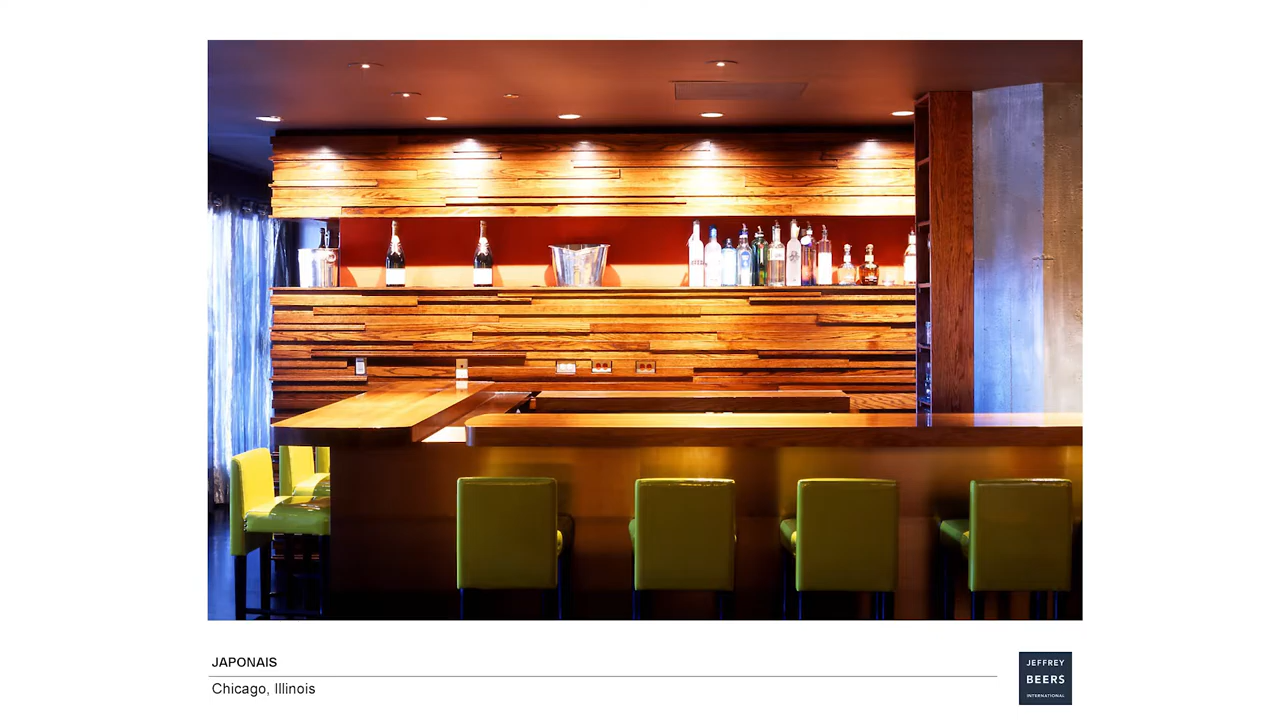 JAPONAIS
Chicago, Illinois
JEFFREY
BEERS
INTERNATIONAL